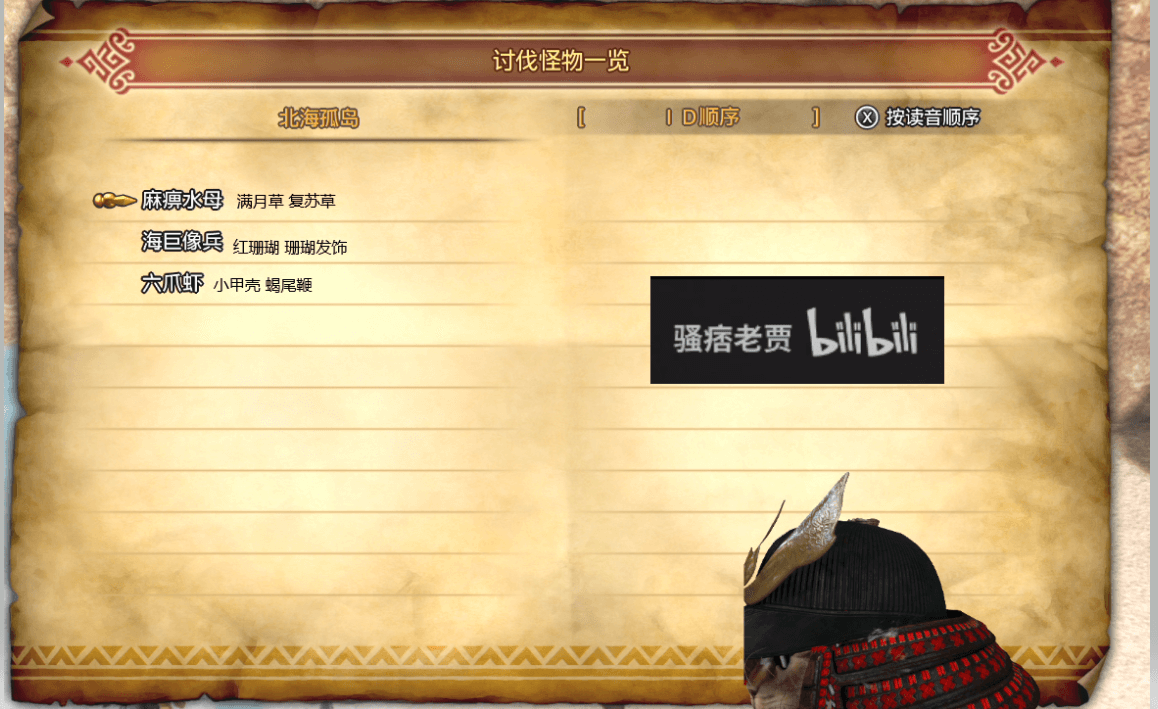 讨伐怪物一览
北海孤岛 [ ID顺序 ] X 按读音顺序
麻痹水母 满月草 复苏草
海巨像兵 红珊瑚 珊瑚发饰
六爪虾 小甲壳 蝎尾鞭
骚痞老贾 bilibili